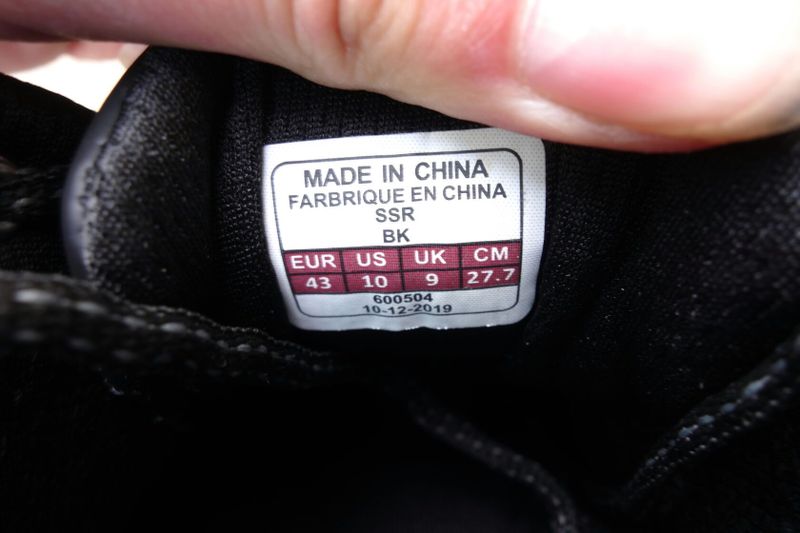 MADE IN CHINA
FARBRIQUE EN CHINA
SSR
BK
EUR US UK CM
43 10 9 27.7
600504
10-12-2019